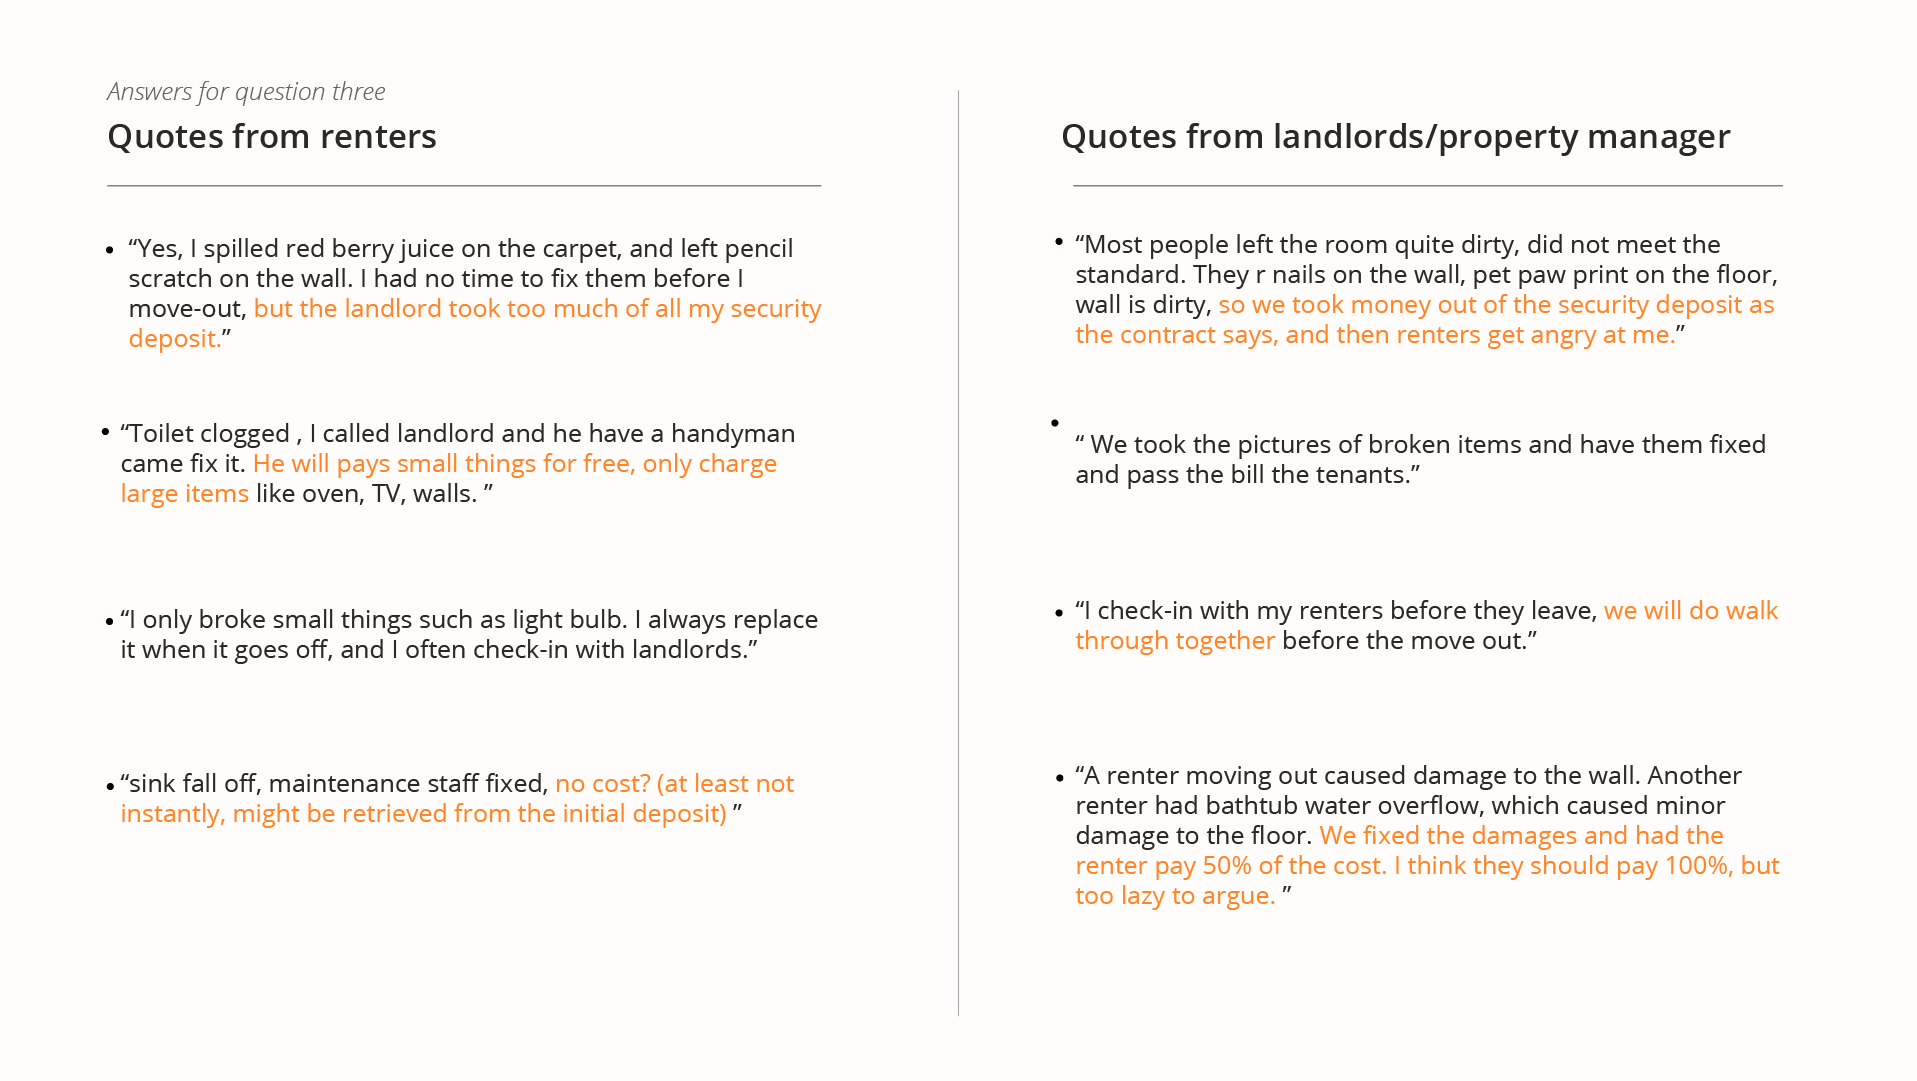 Answers for question three
Quotes from renters
• “Yes, I spilled red berry juice on the carpet, and left pencil
scratch on the wall. I had no time to fix them before I
move-out, but the landlord took too much of all my security
deposit.”
• “Toilet clogged , I called landlord and he have a handyman
came fix it. He will pays small things for free, only charge
large items like oven, TV, walls. ”
• “I only broke small things such as light bulb. I always replace
it when it goes off, and I often check-in with landlords.”
• “sink fall off, maintenance staff fixed, no cost? (at least not
instantly, might be retrieved from the initial deposit) ”
Quotes from landlords/property manager
• “Most people left the room quite dirty, did not meet the
standard. They r nails on the wall, pet paw print on the floor,
wall is dirty, so we took money out of the security deposit as
the contract says, and then renters get angry at me.”
• “ We took the pictures of broken items and have them fixed
and pass the bill the tenants.”
• “I check-in with my renters before they leave, we will do walk
through together before the move out.”
• “A renter moving out caused damage to the wall. Another
renter had bathtub water overflow, which caused minor
damage to the floor. We fixed the damages and had the
renter pay 50% of the cost. I think they should pay 100%, but
too lazy to argue. ”